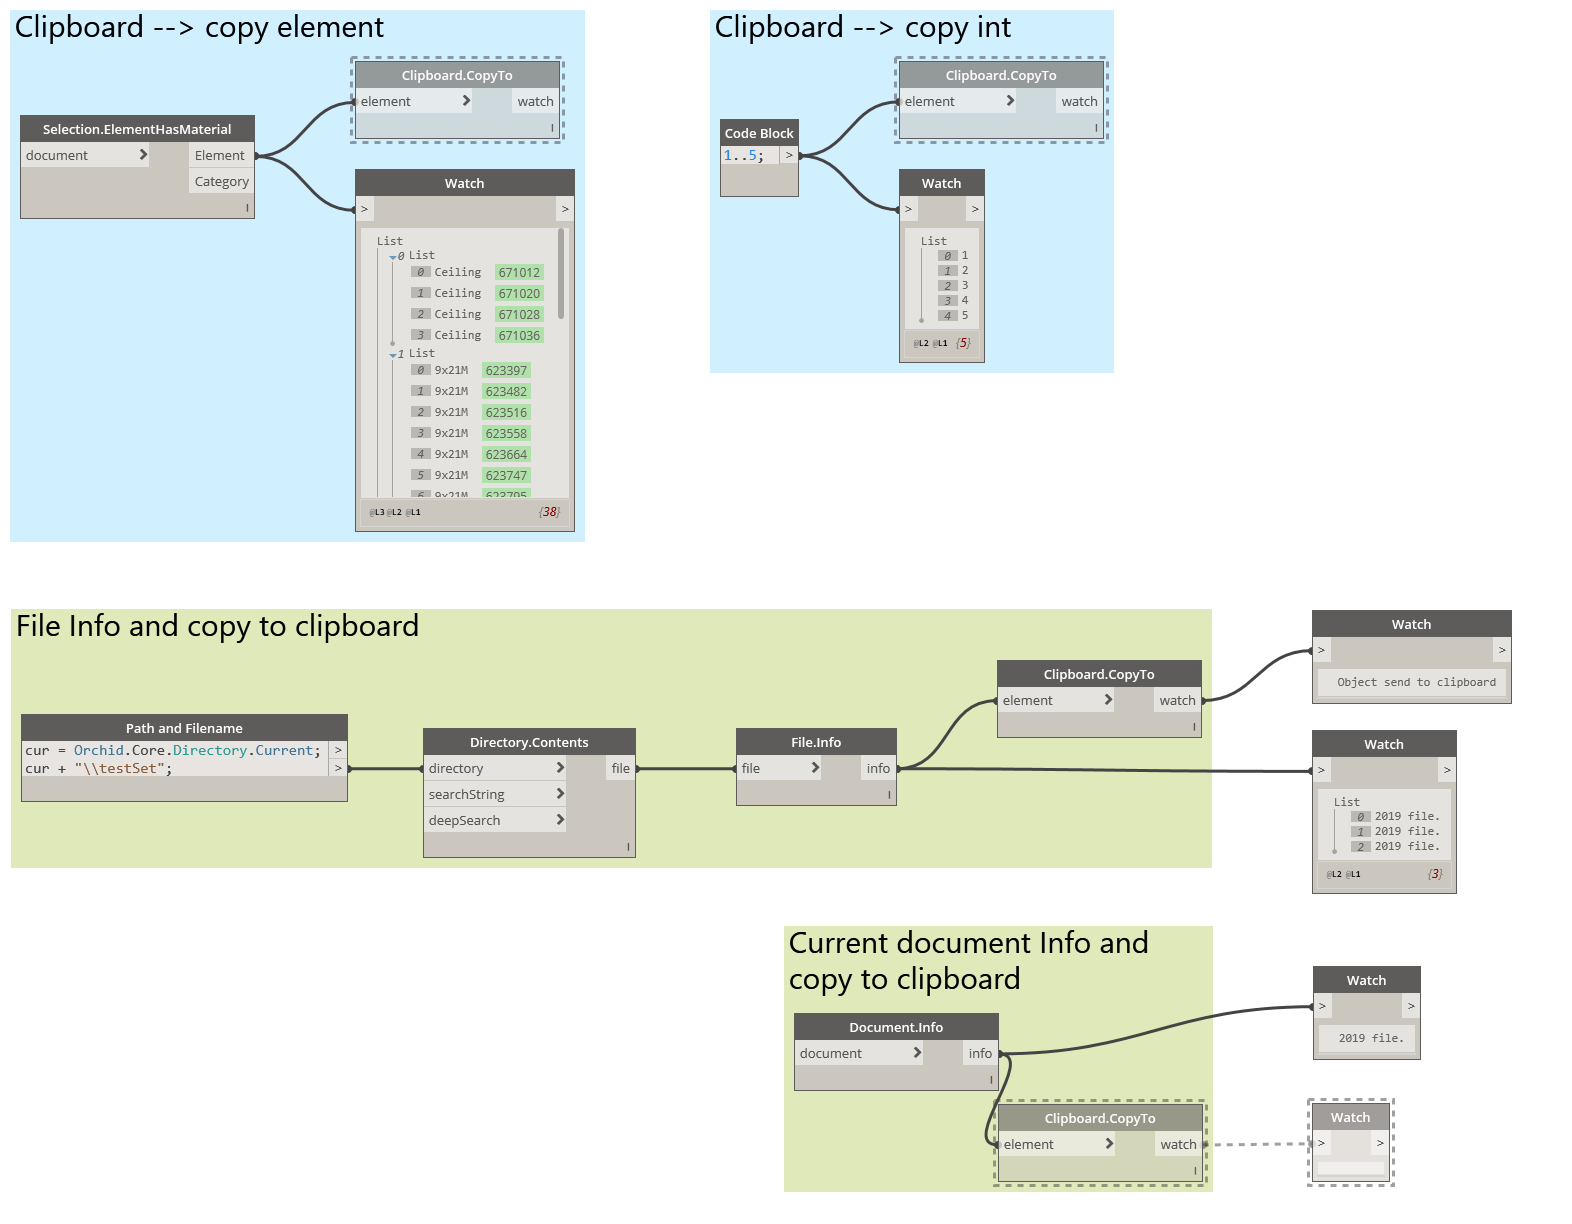 Clipboard --> copy element
Clipboard.CopyTo
element
watch
Selection.ElementHasMaterial
document
Element
Category
Watch
>
>
List
0 List
0 Ceiling 671012
1 Ceiling 671020
2 Ceiling 671028
3 Ceiling 671036
1 List
0 9x21M 623397
1 9x21M 623482
2 9x21M 623516
3 9x21M 623558
4 9x21M 623664
5 9x21M 623747
6 9x21M 623795
@L3 @L2 @L1 {38}
Clipboard --> copy int
Clipboard.CopyTo
element
watch
Code Block
1..5; >
Watch
>
>
List
0 1
1 2
2 3
3 4
4 5
@L2 @L1 {5}
File Info and copy to clipboard
Path and Filename
cur = Orchid.Core.Directory.Current; >
cur + "\\testSet"; >
Directory.Contents
directory
file
searchString
deepSearch
File.Info
file
info
Clipboard.CopyTo
element
watch
Watch
>
>
Object send to clipboard
Watch
>
>
List
0 2019 file.
1 2019 file.
2 2019 file.
@L2 @L1 {3}
Current document Info and
copy to clipboard
Document.Info
document
info
Clipboard.CopyTo
element
watch
Watch
>
>
2019 file.
Watch
>
>